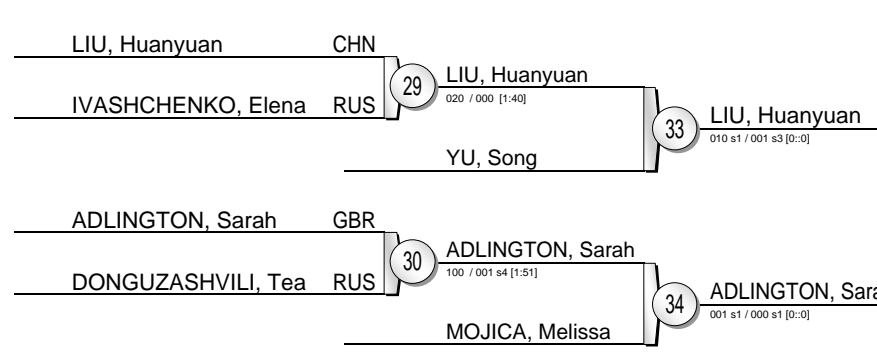 LIU, Huanyuan CHN
29
LIU, Huanyuan
020 / 000 [1:40]
IVASHCHENKO, Elena RUS
33
LIU, Huanyuan
010 s1 / 001 s3 [0::0]
YU, Song
ADLINGTON, Sarah GBR
30
ADLINGTON, Sarah
100 / 001 s4 [1:51]
DONGUZASHVILI, Tea RUS
34
ADLINGTON, Sara
001 s1 / 000 s1 [0::0]
MOJICA, Melissa